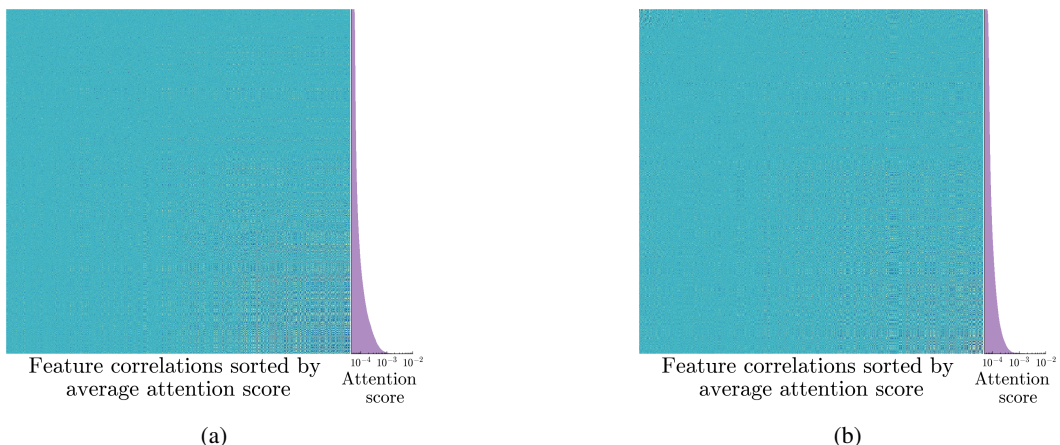 10⁻⁴ 10⁻³ 10⁻²
Feature correlations sorted by
average attention score
Attention
score
(a)
10⁻⁴ 10⁻³ 10⁻²
Feature correlations sorted by
average attention score
Attention
score
(b)